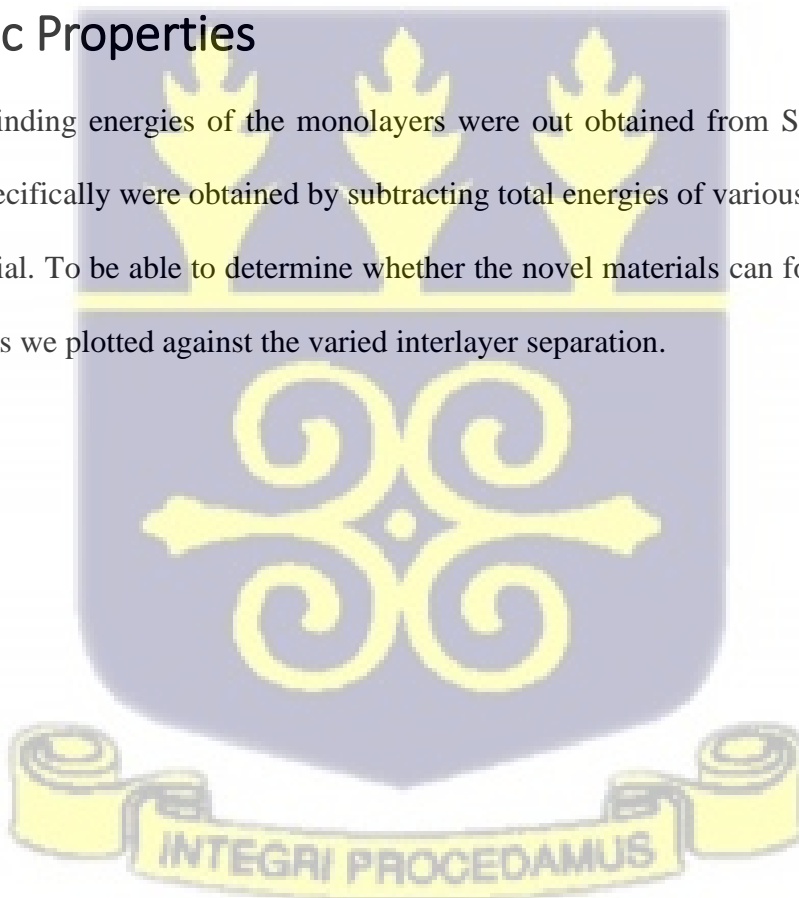 c Properties
inding energies of the monolayers were out obtained from S
ecifically were obtained by subtracting total energies of various
ial. To be able to determine whether the novel materials can fo
s we plotted against the varied interlayer separation.
INTEGRI PROCEDAMUS